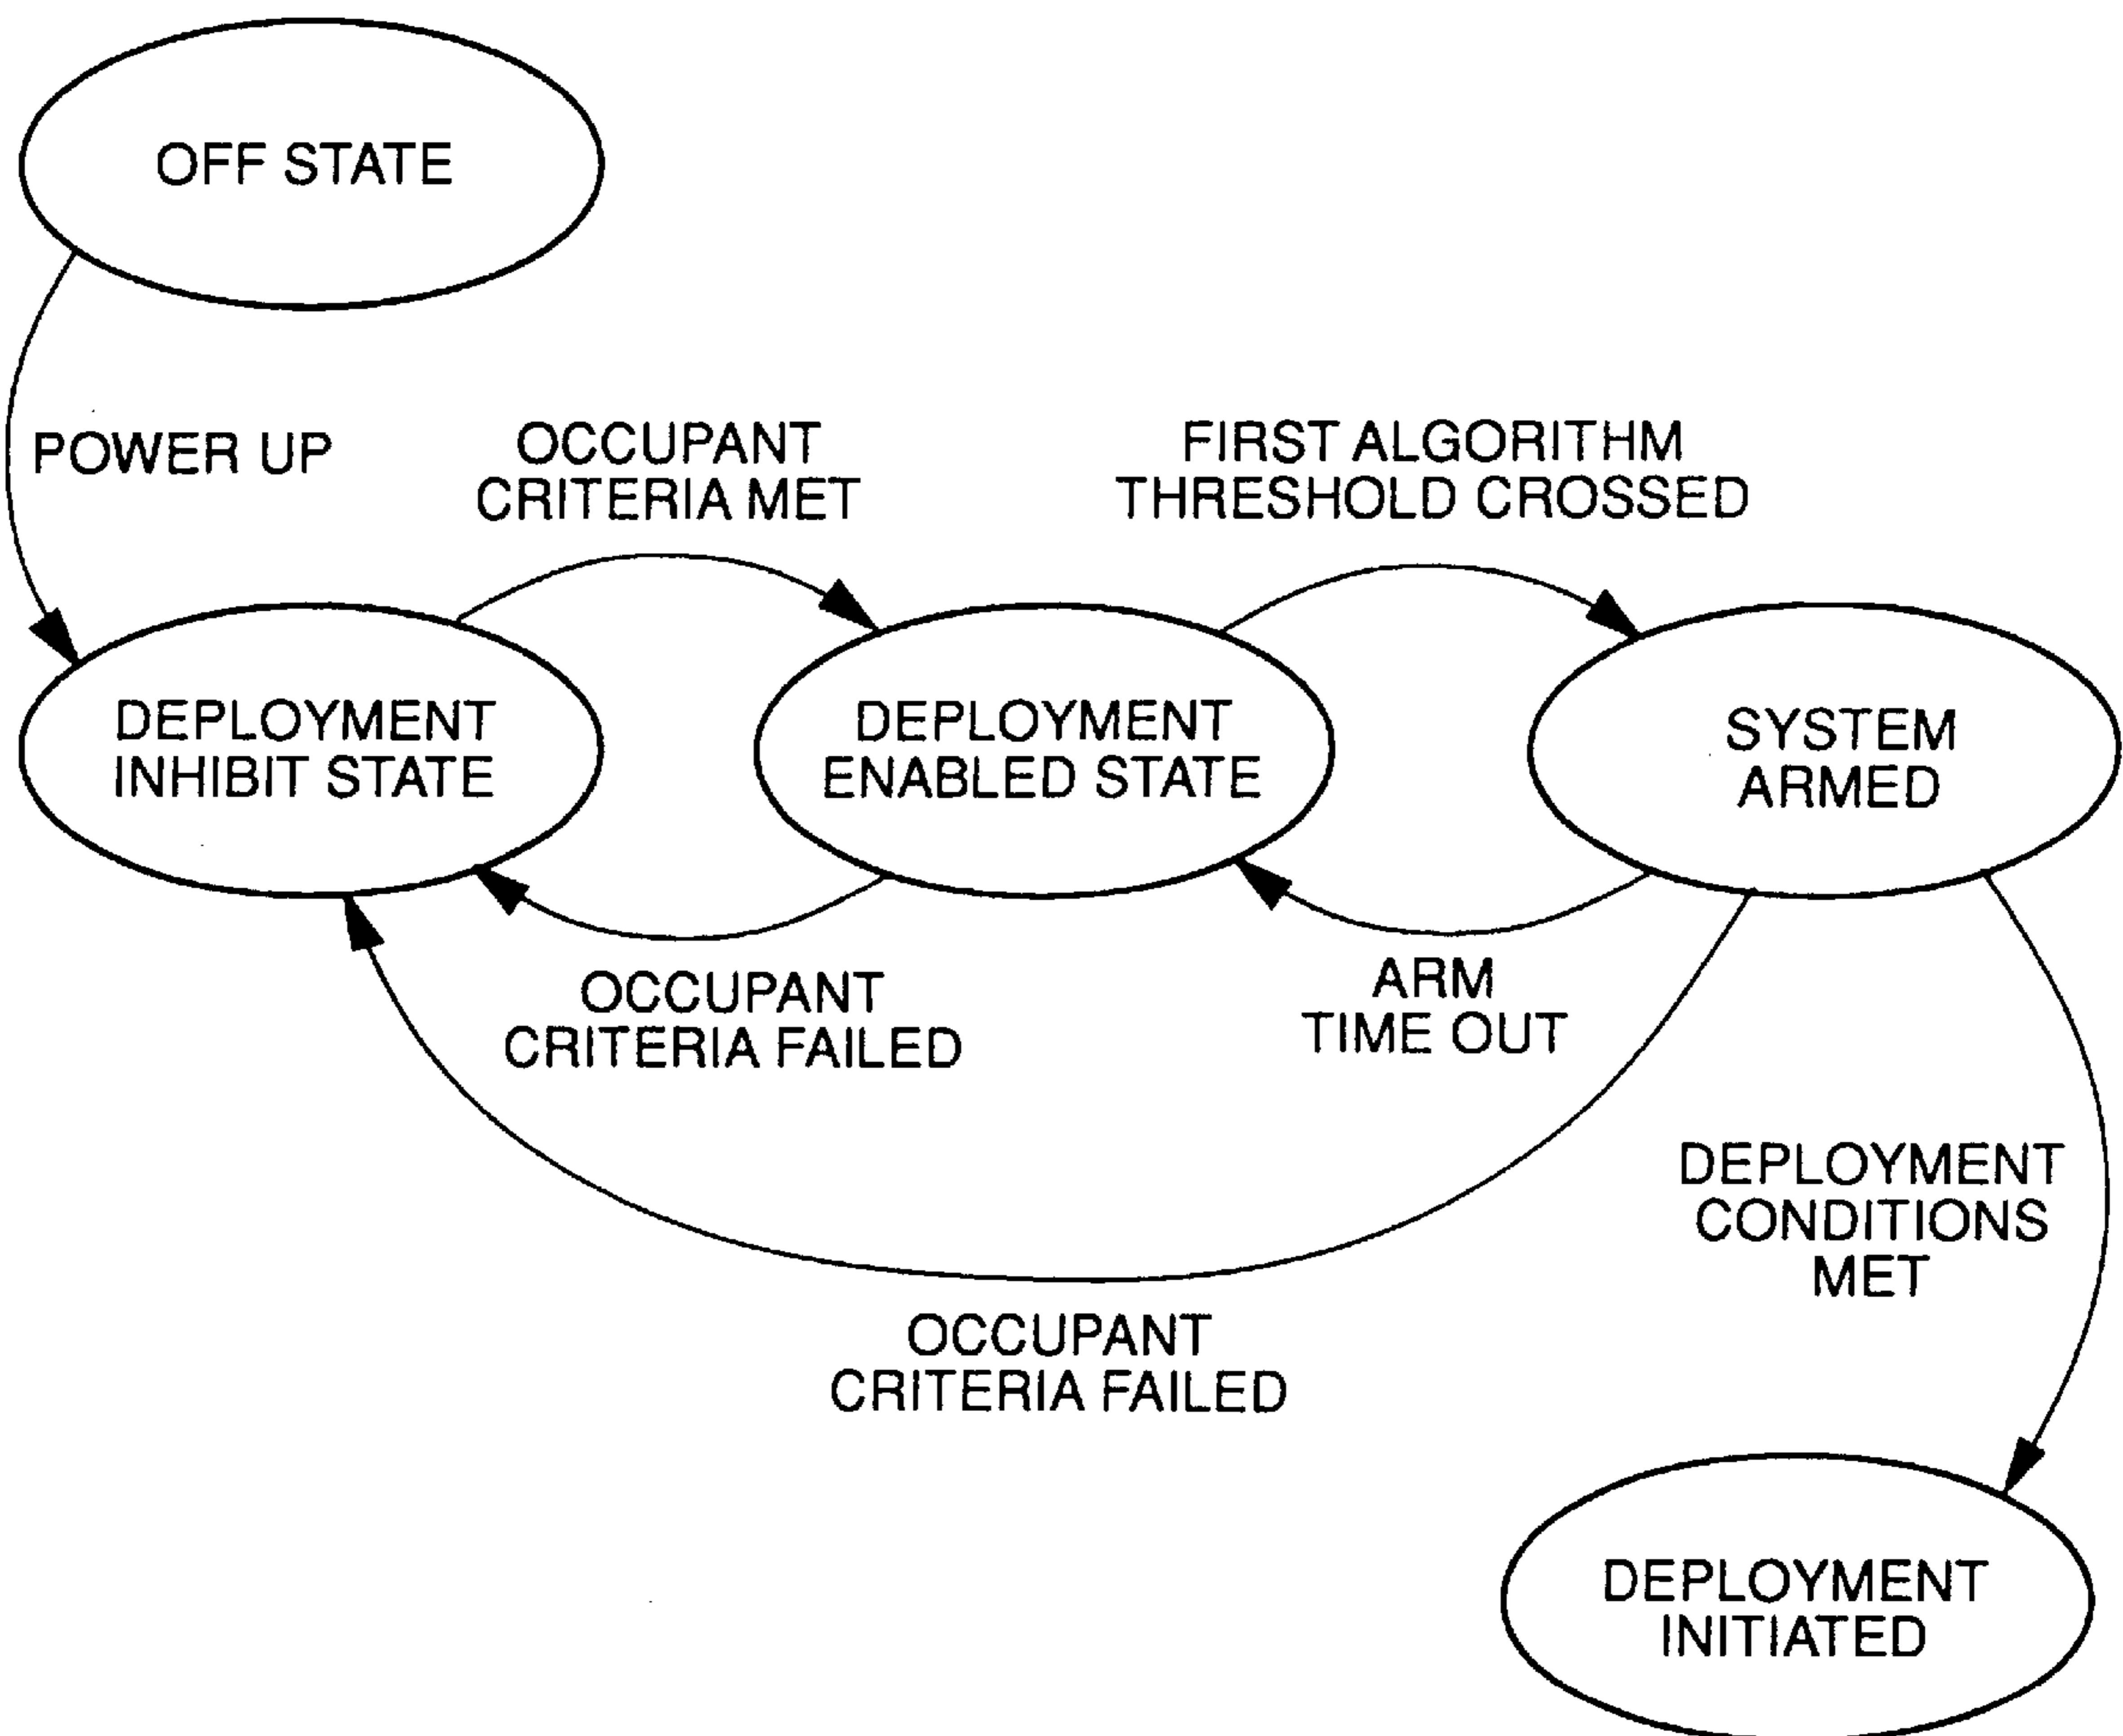 OFF STATE
POWER UP
OCCUPANT
CRITERIA MET
FIRST ALGORITHM
THRESHOLD CROSSED
DEPLOYMENT
INHIBIT STATE
DEPLOYMENT
ENABLED STATE
SYSTEM
ARMED
OCCUPANT
CRITERIA FAILED
ARM
TIME OUT
DEPLOYMENT
CONDITIONS
MET
OCCUPANT
CRITERIA FAILED
DEPLOYMENT
INITIATED